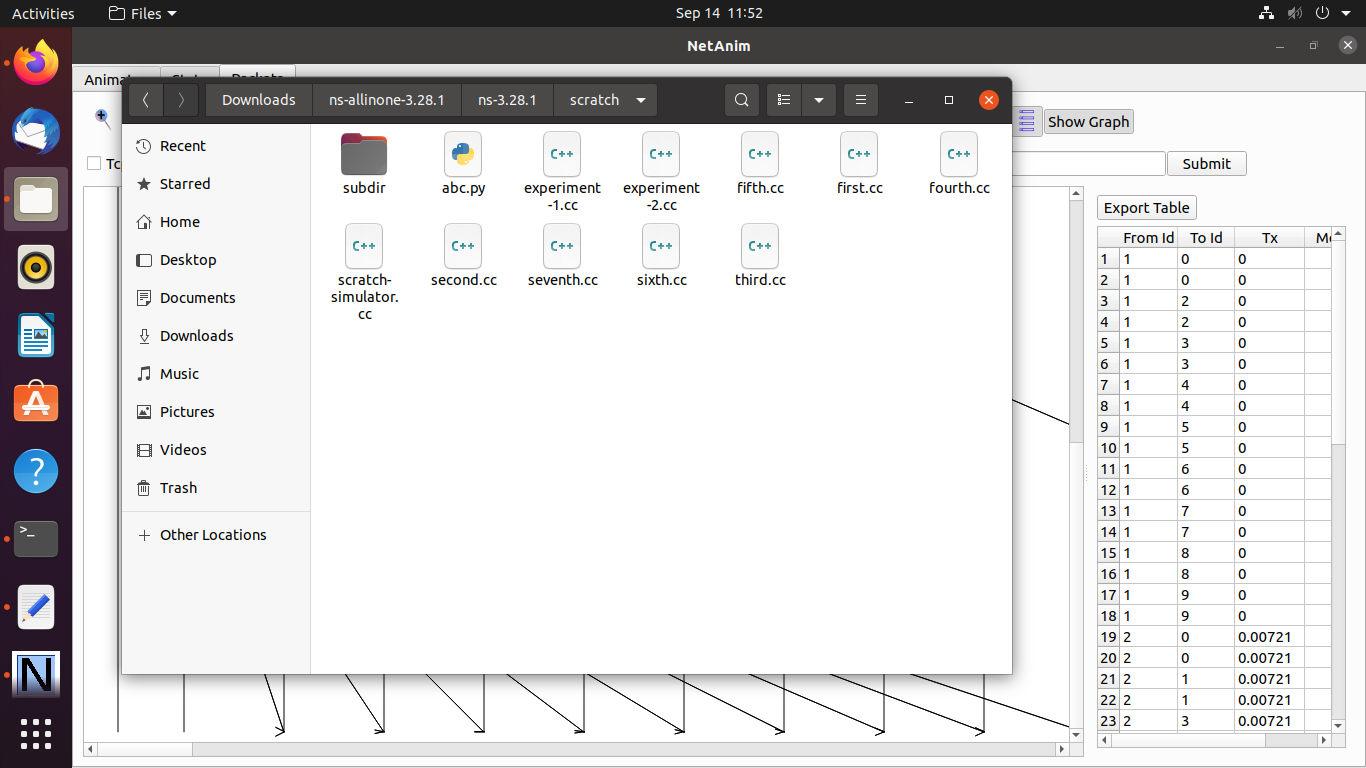 Activities
Files
Sep 14 11:52
NetAnim
Downloads
ns-allinone-3.28.1
ns-3.28.1
scratch
Show Graph
Submit
Export Table
Recent
Starred
Home
Desktop
Documents
Downloads
Music
Pictures
Videos
Trash
Other Locations
subdir
abc.py
experiment
-1.cc
experiment
-2.cc
fifth.cc
first.cc
fourth.cc
scratch-
simulator.
cc
second.cc
seventh.cc
sixth.cc
third.cc
C++
C++
C++
C++
C++
C++
C++
C++
C++
C++
From Id To Id Tx
1 1 0 0
2 1 0 0
3 1 2 0
4 1 2 0
5 1 3 0
6 1 3 0
7 1 4 0
8 1 4 0
9 1 5 0
10 1 5 0
11 1 6 0
12 1 6 0
13 1 7 0
14 1 7 0
15 1 8 0
16 1 8 0
17 1 9 0
18 1 9 0
19 2 0 0.00721
20 2 0 0.00721
21 2 1 0.00721
22 2 1 0.00721
23 2 3 0.00721